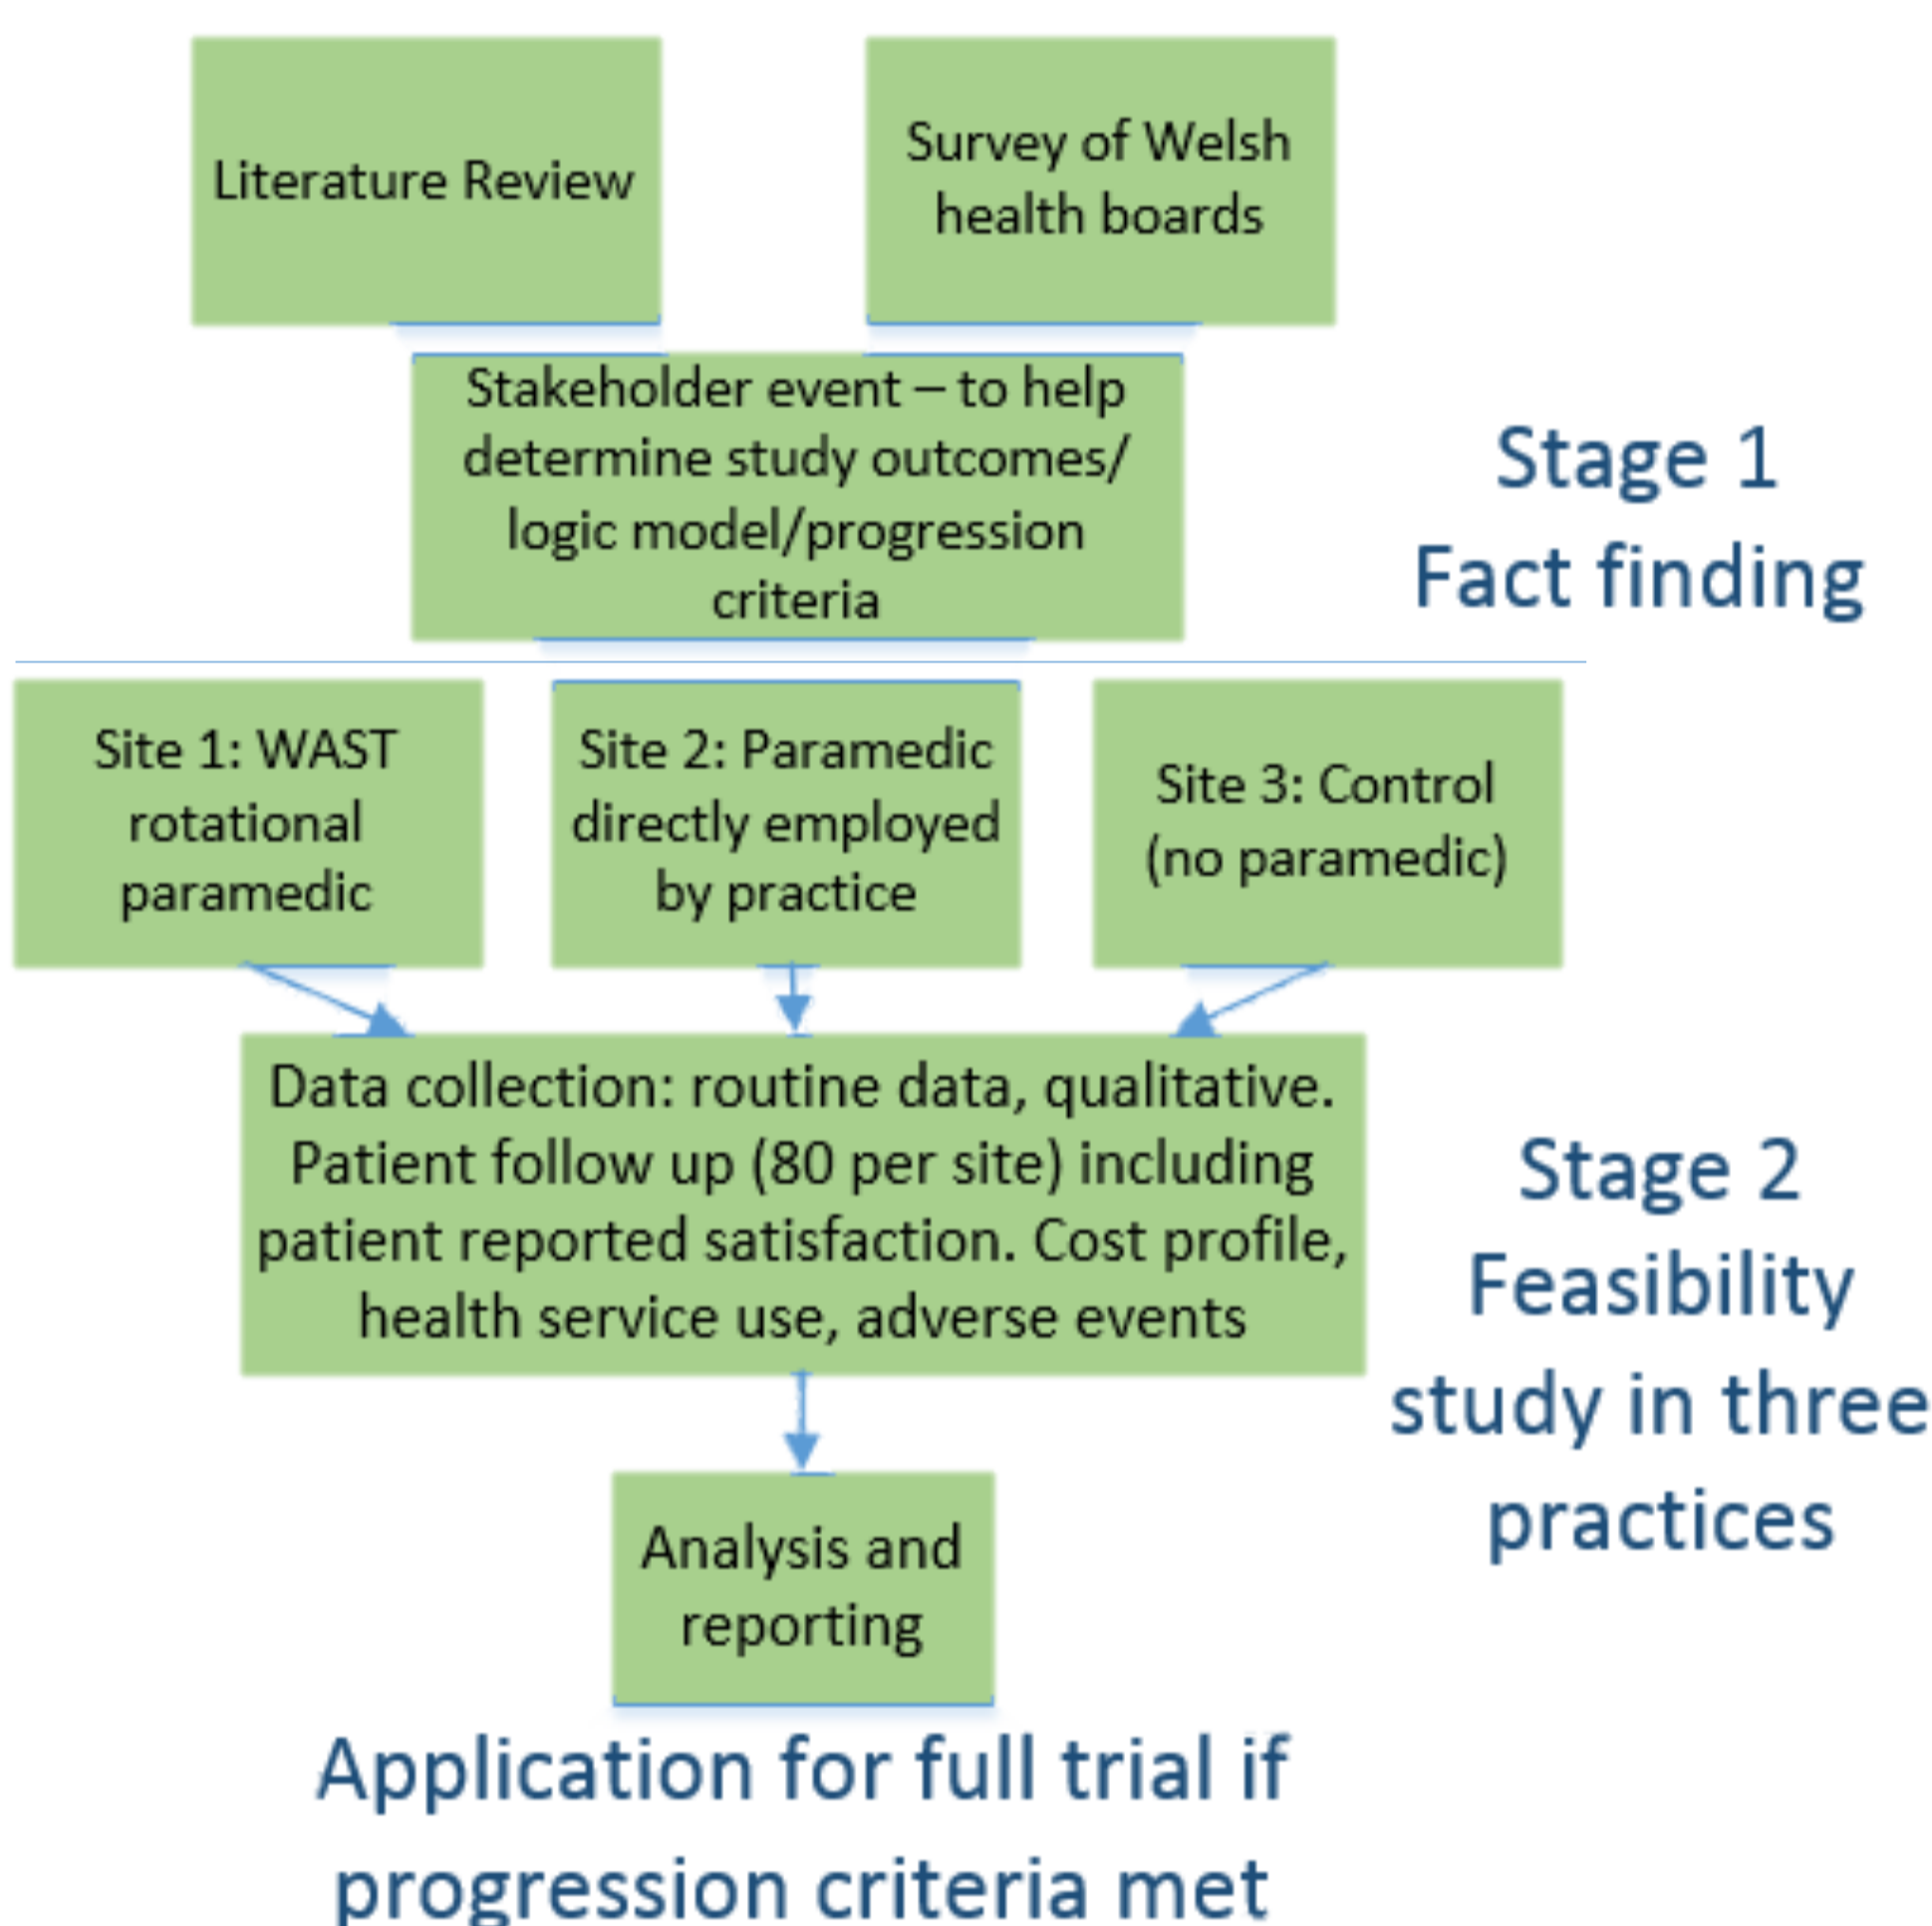 Literature Review
Survey of Welsh
health boards
Stakeholder event – to help
determine study outcomes/
logic model/progression
criteria
Stage 1
Fact finding
Site 1: WAST
rotational
paramedic
Site 2: Paramedic
directly employed
by practice
Site 3: Control
(no paramedic)
Data collection: routine data, qualitative.
Patient follow up (80 per site) including
patient reported satisfaction. Cost profile,
health service use, adverse events
Stage 2
Feasibility
study in three
practices
Analysis and
reporting
Application for full trial if
progression criteria met